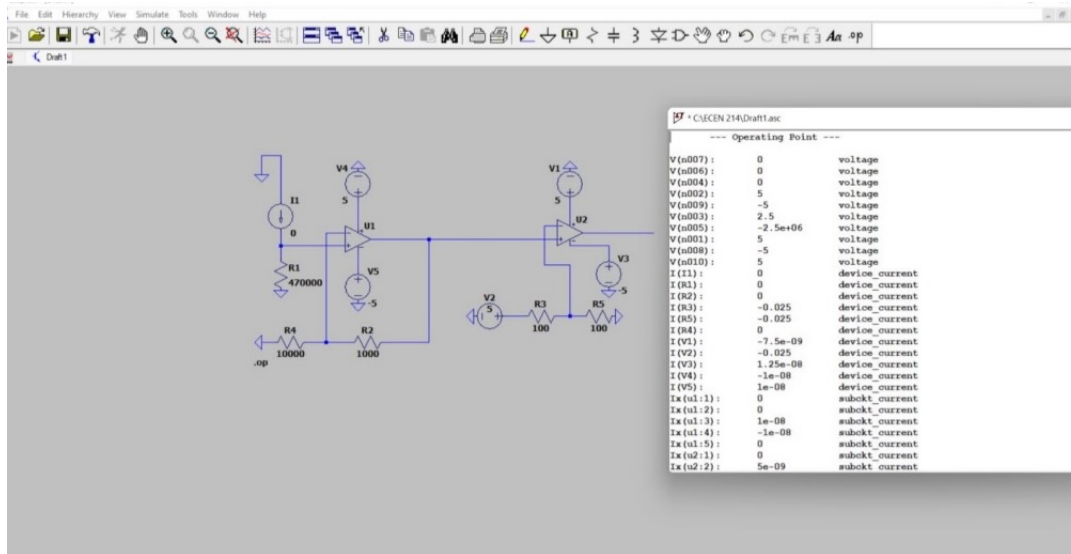 File Edit Hierarchy View Simulate Tools Window Help
Aa .op
Draft1
* C:\ECEN 214\Draft1.asc
--- Operating Point ---
V(n007): 0 voltage
V(n006): 0 voltage
V(n004): 0 voltage
V(n002): 5 voltage
V(n009): -5 voltage
V(n003): 2.5 voltage
V(n005): -2.5e+06 voltage
V(n001): 5 voltage
V(n008): -5 voltage
V(n010): 5 voltage
I(I1): 0 device_current
I(R1): 0 device_current
I(R2): 0 device_current
I(R3): -0.025 device_current
I(R5): -0.025 device_current
I(R4): 0 device_current
I(V1): -7.5e-09 device_current
I(V2): -0.025 device_current
I(V3): 1.25e-08 device_current
I(V4): -1e-08 device_current
I(V5): 1e-08 device_current
Ix(u1:1): 0 subckt_current
Ix(u1:2): 0 subckt_current
Ix(u1:3): 1e-08 subckt_current
Ix(u1:4): -1e-08 subckt_current
Ix(u1:5): 0 subckt_current
Ix(u2:1): 0 subckt_current
Ix(u2:2): 5e-09 subckt_current
V4
5
V1
5
I1
0
U1
U2
R1
470000
V5
-5
V3
-5
V2
5
R3
100
R5
100
R4
10000
R2
1000
.op